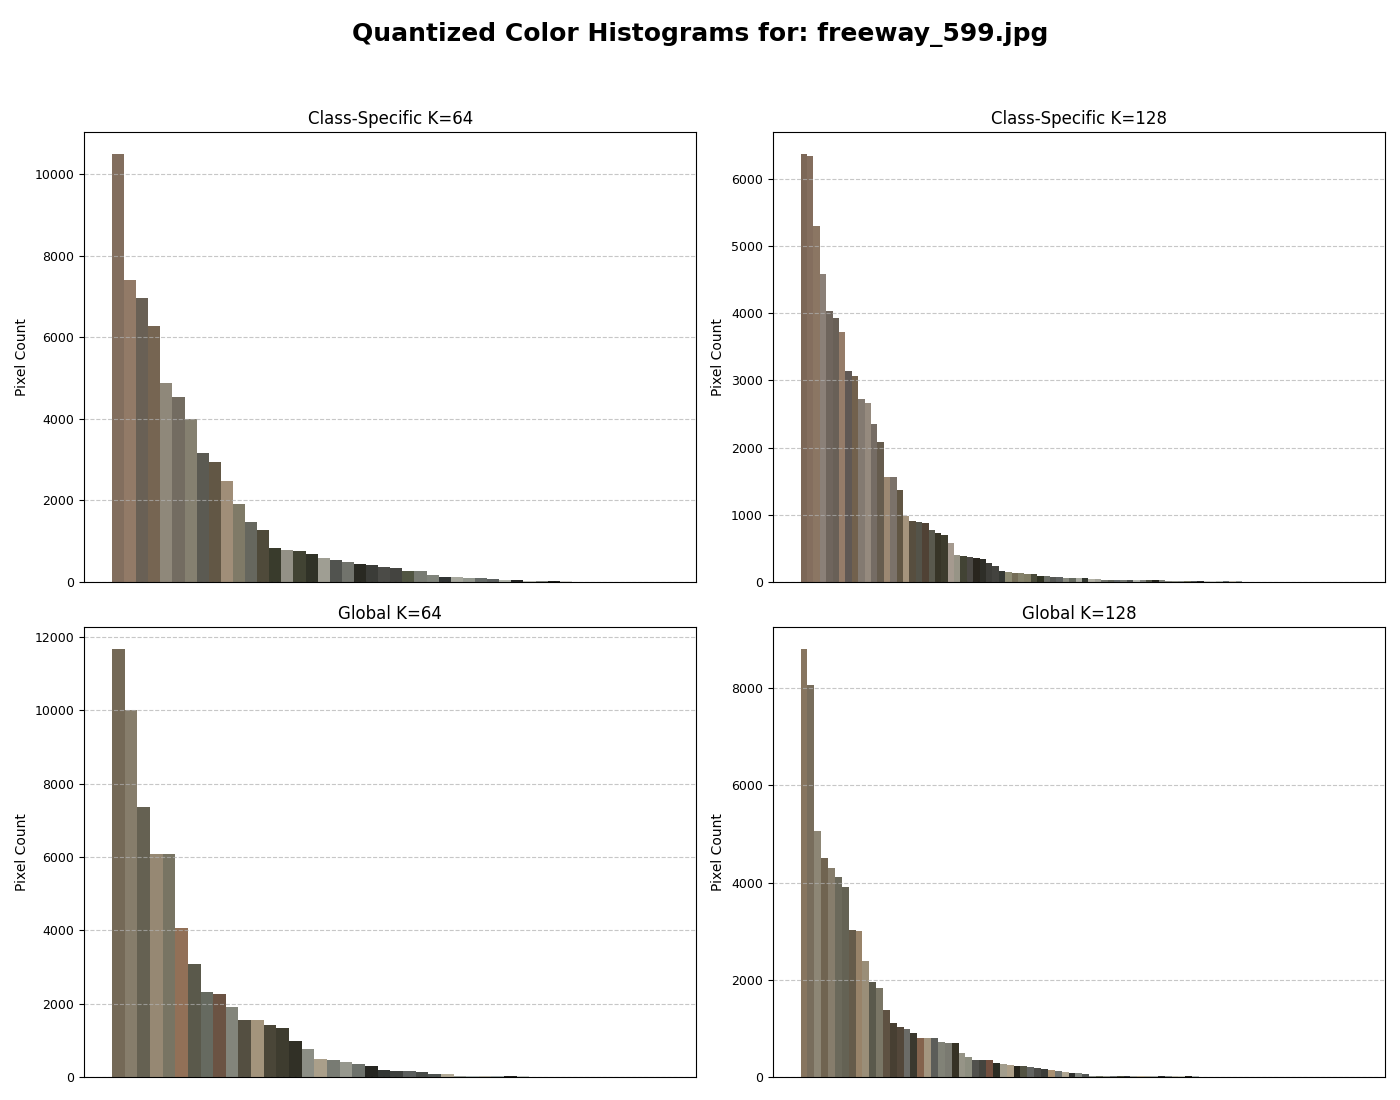 Quantized Color Histograms for: freeway_599.jpg
Class-Specific K=64
Pixel Count
10000
8000
6000
4000
2000
0
Class-Specific K=128
Pixel Count
6000
5000
4000
3000
2000
1000
0
Global K=64
Pixel Count
12000
10000
8000
6000
4000
2000
0
Global K=128
Pixel Count
8000
6000
4000
2000
0